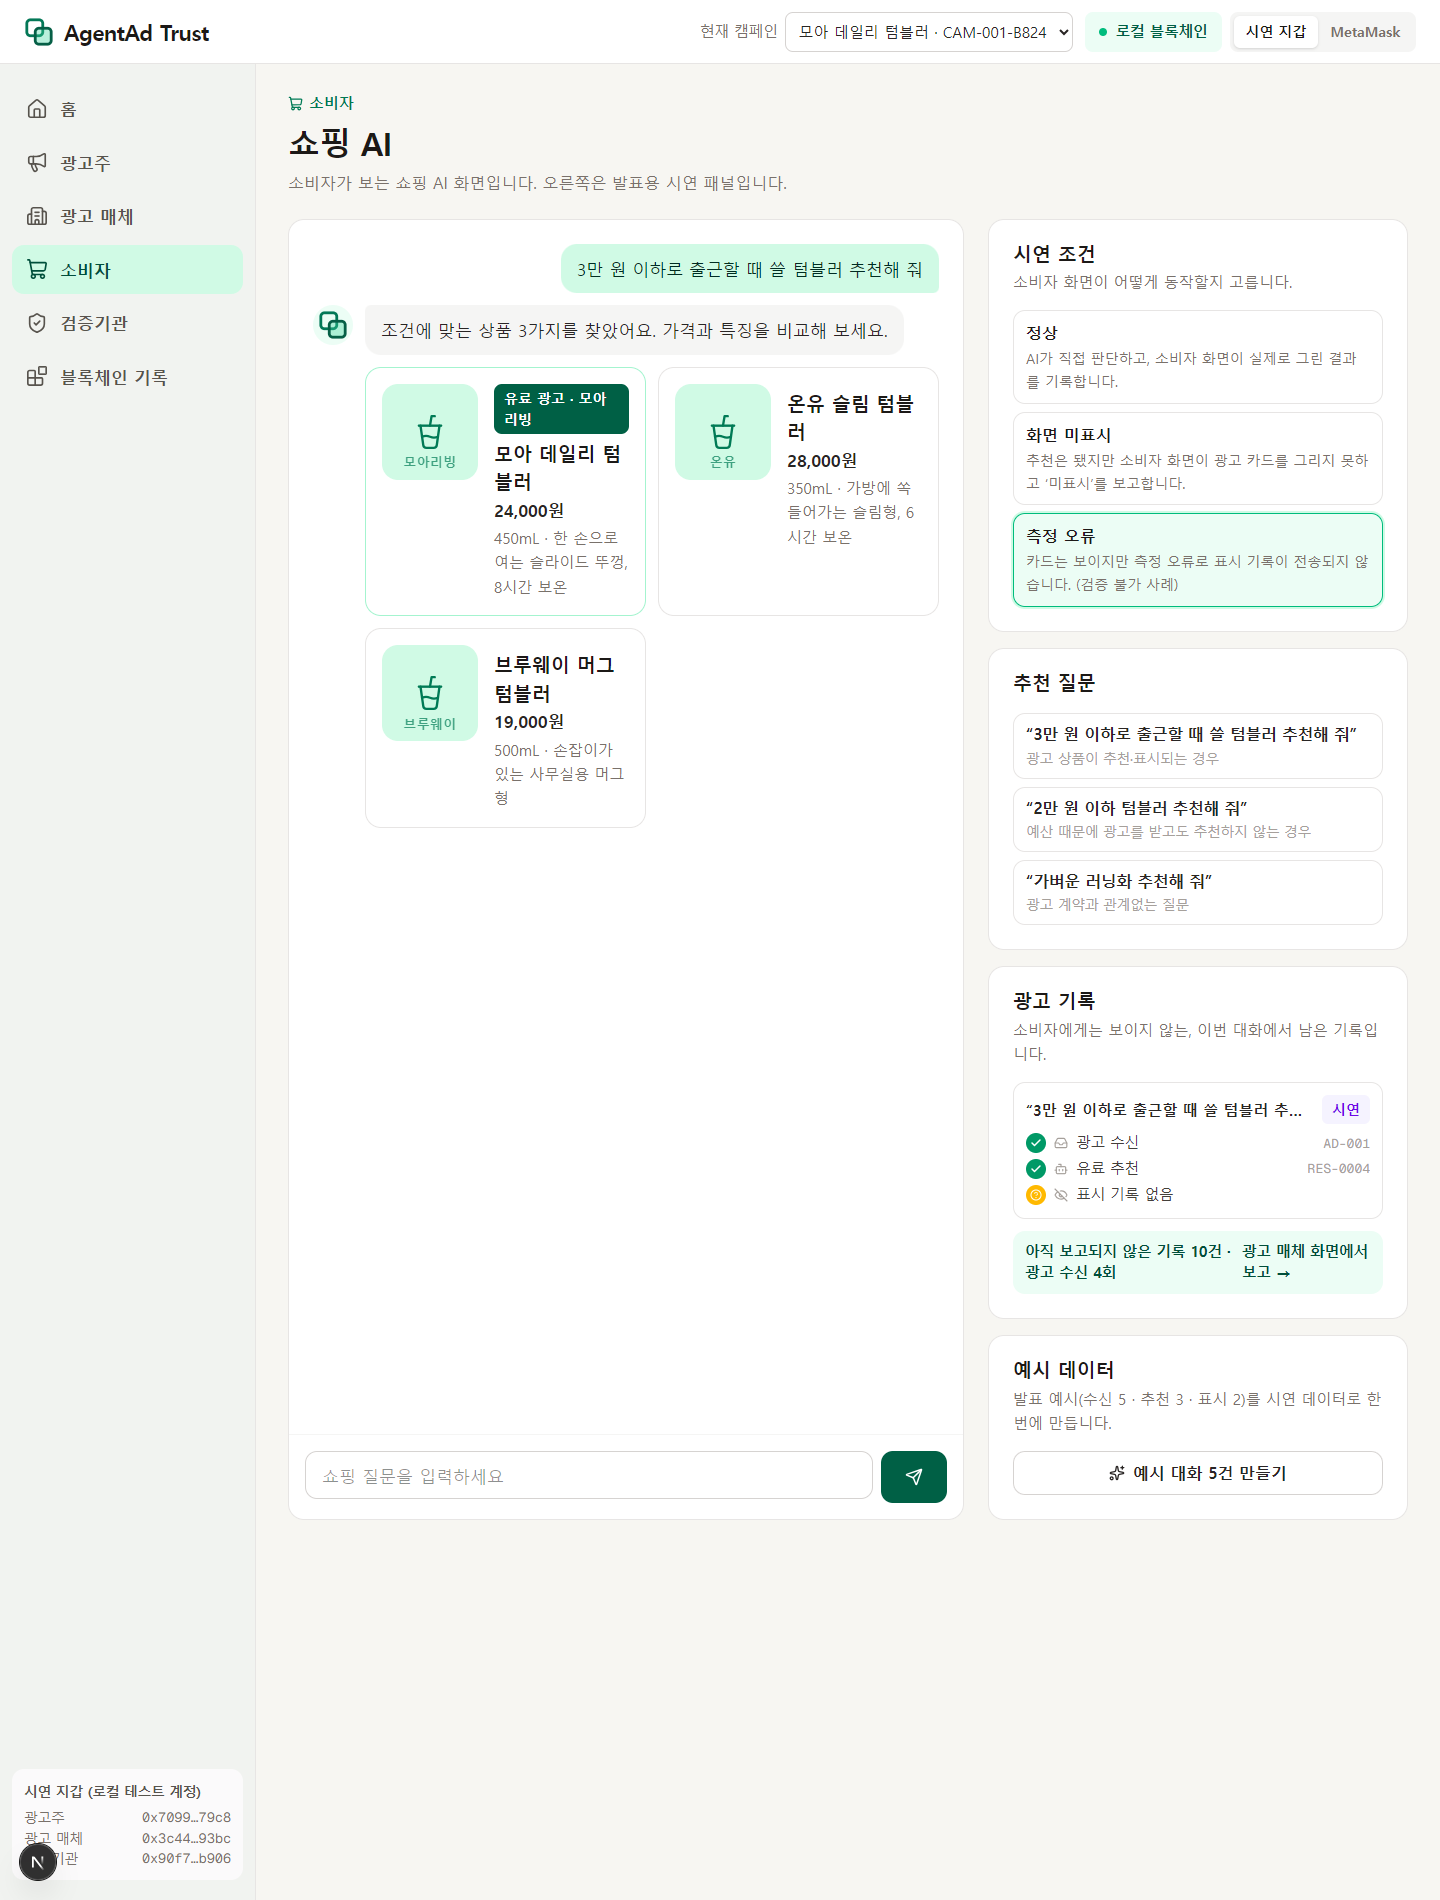 AgentAd Trust
현재 캠페인
모아 데일리 텀블러 · CAM-001-B824
로컬 블록체인
시연 지갑
MetaMask
홈
광고주
광고 매체
소비자
검증기관
블록체인 기록
소비자
쇼핑 AI
소비자가 보는 쇼핑 AI 화면입니다. 오른쪽은 발표용 시연 패널입니다.
3만 원 이하로 출근할 때 쓸 텀블러 추천해 줘
조건에 맞는 상품 3가지를 찾았어요. 가격과 특징을 비교해 보세요.
모아리빙
유료 광고 · 모아
리빙
모아 데일리 텀
블러
24,000원
450mL · 한 손으로
여는 슬라이드 뚜껑,
8시간 보온
온유
온유 슬림 텀블
러
28,000원
350mL · 가방에 쏙
들어가는 슬림형, 6
시간 보온
브루웨이
브루웨이 머그
텀블러
19,000원
500mL · 손잡이가
있는 사무실용 머그
형
쇼핑 질문을 입력하세요
시연 조건
소비자 화면이 어떻게 동작할지 고릅니다.
정상
AI가 직접 판단하고, 소비자 화면이 실제로 그린 결과
를 기록합니다.
화면 미표시
추천은 됐지만 소비자 화면이 광고 카드를 그리지 못하
고 ‘미표시’를 보고합니다.
측정 오류
카드는 보이지만 측정 오류로 표시 기록이 전송되지 않
습니다. (검증 불가 사례)
추천 질문
“3만 원 이하로 출근할 때 쓸 텀블러 추천해 줘”
광고 상품이 추천·표시되는 경우
“2만 원 이하 텀블러 추천해 줘”
예산 때문에 광고를 받고도 추천하지 않는 경우
“가벼운 러닝화 추천해 줘”
광고 계약과 관계없는 질문
광고 기록
소비자에게는 보이지 않는, 이번 대화에서 남은 기록입
니다.
“3만 원 이하로 출근할 때 쓸 텀블러 추...
시연
광고 수신
AD-001
유료 추천
RES-0004
표시 기록 없음
아직 보고되지 않은 기록 10건 ·
광고 수신 4회
광고 매체 화면에서
보고 →
예시 데이터
발표 예시(수신 5 · 추천 3 · 표시 2)를 시연 데이터로 한
번에 만듭니다.
예시 대화 5건 만들기
시연 지갑 (로컬 테스트 계정)
광고주
0x7099…79c8
광고 매체
0x3c44…93bc
기관
0x90f7…b906
N